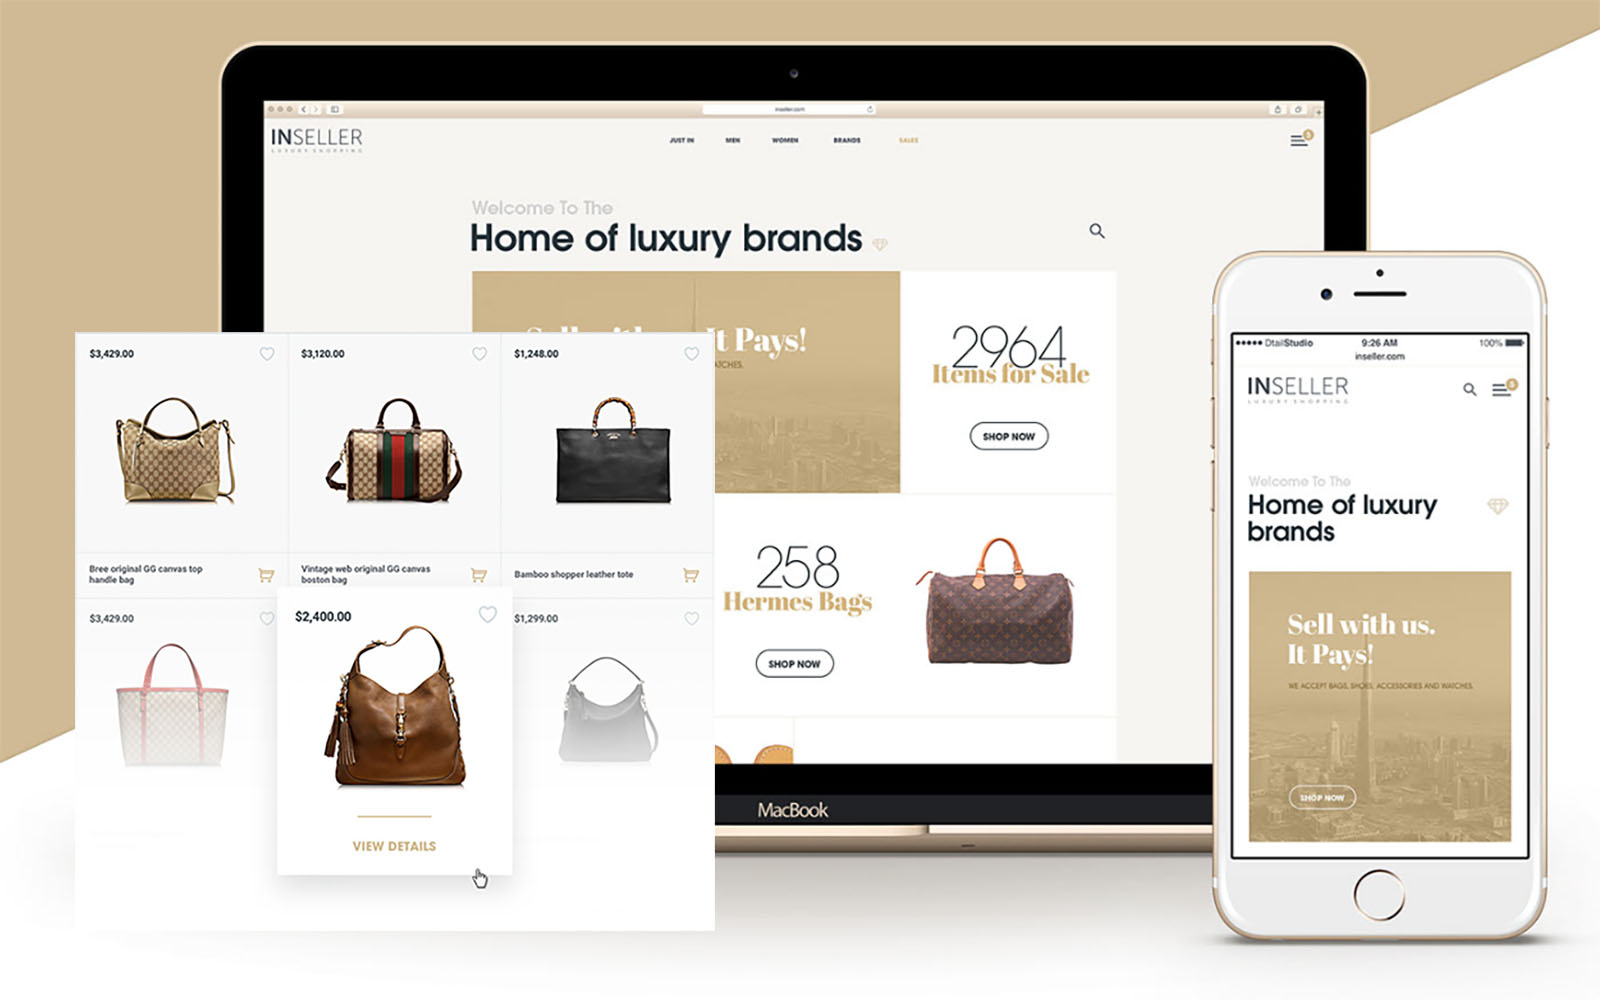 inseller.com
INSELLER
LUXURY SHOPPING
JUST IN
MEN
WOMEN
BRANDS
SALES
3
Welcome To The
Home of luxury brands
It Pays!
2964
Items for Sale
SHOP NOW
258
Hermes Bags
SHOP NOW
MacBook
$3,429.00
$3,120.00
$1,248.00
Bree original GG canvas top
handle bag
Vintage web original GG canvas
boston bag
Bamboo shopper leather tote
$3,429.00
$2,400.00
$1,299.00
VIEW DETAILS
DtailStudio
9:26 AM
100%
inseller.com
INSELLER
LUXURY SHOPPING
Welcome To The
Home of luxury
brands
Sell with us.
It Pays!
WE ACCEPT BAGS, SHOES, ACCESSORIES AND WATCHES.
SHOP NOW